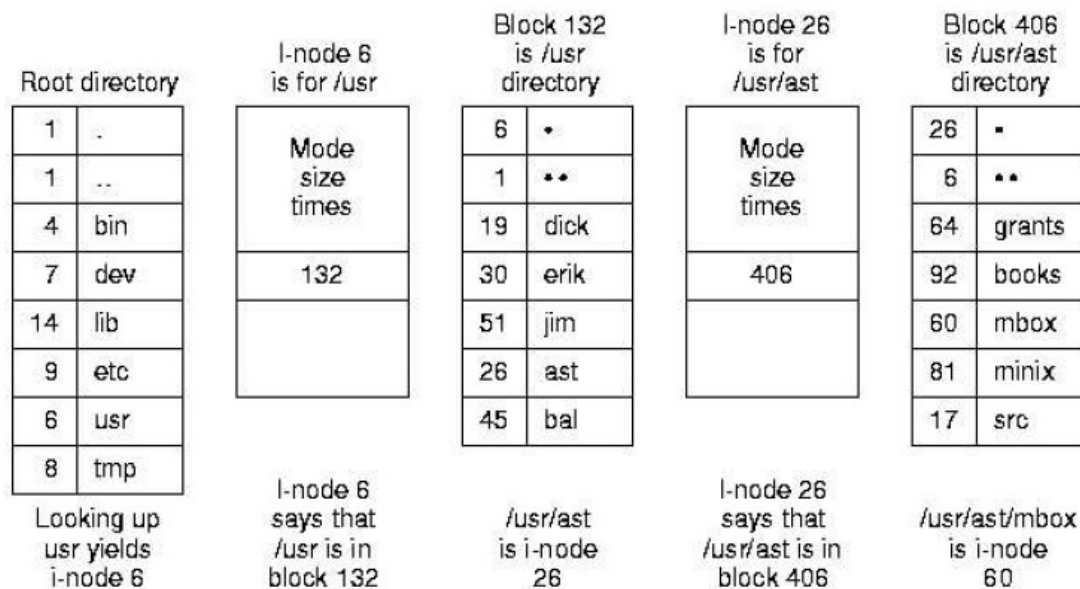 Root directory
1 .
1 ..
4 bin
7 dev
14 lib
9 etc
6 usr
8 tmp
Looking up
usr yields
i-node 6
I-node 6
is for /usr
Mode
size
times
132
I-node 6
says that
/usr is in
block 132
Block 132
is /usr
directory
6 •
1 ••
19 dick
30 erik
51 jim
26 ast
45 bal
/usr/ast
is i-node
26
I-node 26
is for
/usr/ast
Mode
size
times
406
I-node 26
says that
/usr/ast is in
block 406
Block 406
is /usr/ast
directory
26 •
6 ••
64 grants
92 books
60 mbox
81 minix
17 src
/usr/ast/mbox
is i-node
60